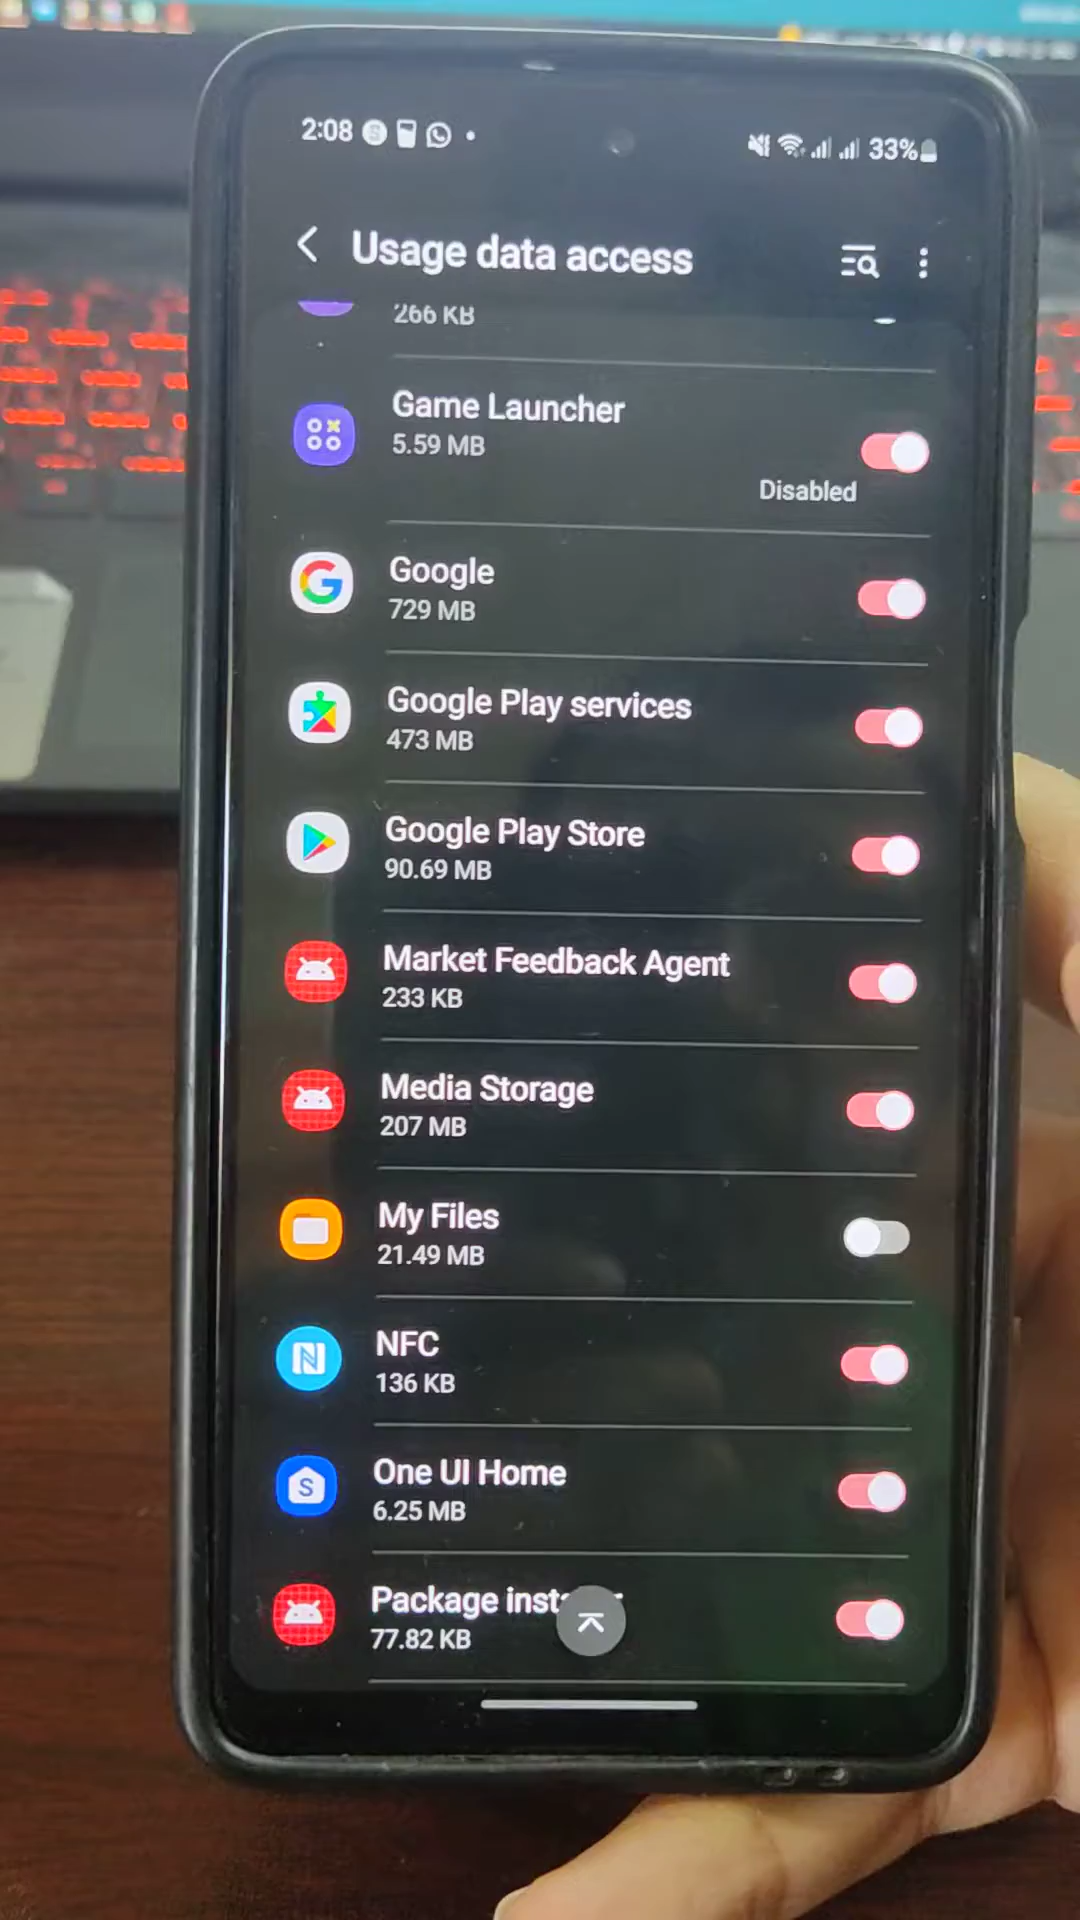 2:08
33%
Usage data access
266 KB
Game Launcher
5.59 MB
Disabled
Google
729 MB
Google Play services
473 MB
Google Play Store
90.69 MB
Market Feedback Agent
233 KB
Media Storage
207 MB
My Files
21.49 MB
NFC
136 KB
One UI Home
6.25 MB
Package
77.82 KB